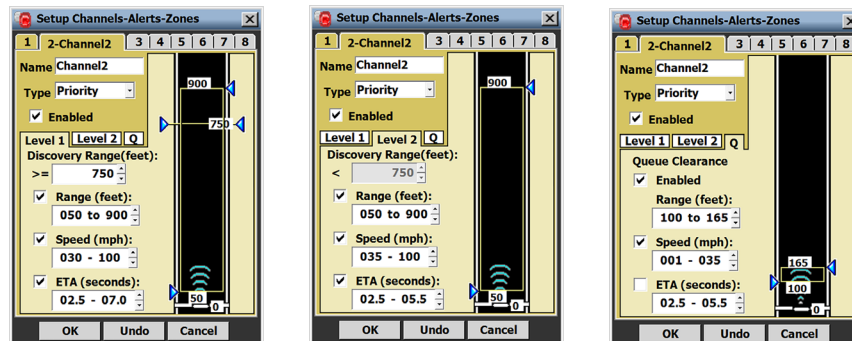 Setup Channels-Alerts-Zones
1 2-Channel2 3 4 5 6 7 8
Name Channel2
Type Priority
Enabled
Level 1 Level 2 Q
Discovery Range(feet):
>= 750
Range (feet):
050 to 900
Speed (mph):
030 - 100
ETA (seconds):
02.5 - 07.0
900
750
50
0
OK Undo Cancel
Setup Channels-Alerts-Zones
1 2-Channel2 3 4 5 6 7 8
Name Channel2
Type Priority
Enabled
Level 1 Level 2 Q
Discovery Range(feet):
< 750
Range (feet):
050 to 900
Speed (mph):
035 - 100
ETA (seconds):
02.5 - 05.5
900
50
0
OK Undo Cancel
Setup Channels-Alerts-Zones
1 2-Channel2 3 4 5 6 7 8
Name Channel2
Type Priority
Enabled
Level 1 Level 2 Q
Queue Clearance
Enabled
Range (feet):
100 to 165
Speed (mph):
001 - 035
ETA (seconds):
02.5 - 05.5
165
100
0
OK Undo Cancel